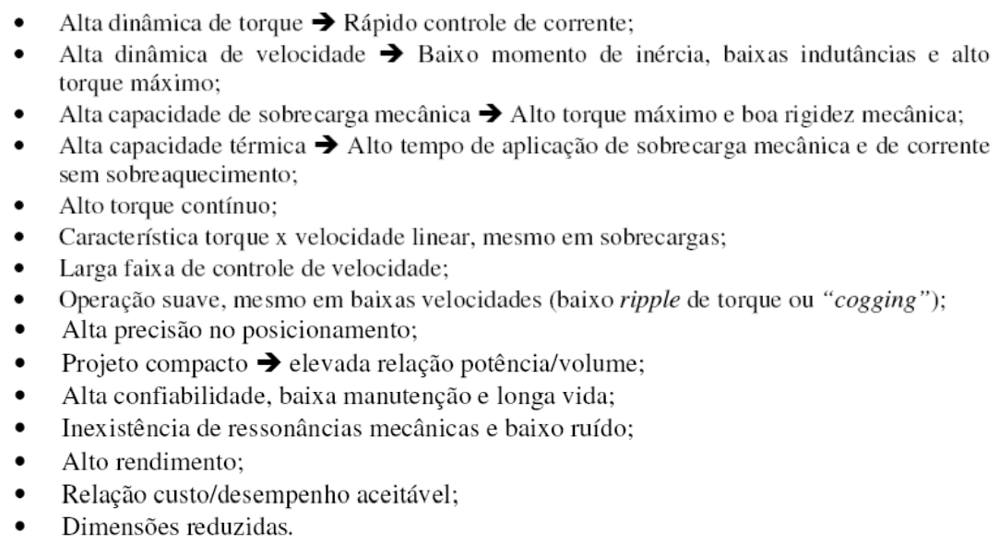 • Alta dinâmica de torque ➔ Rápido controle de corrente;
• Alta dinâmica de velocidade ➔ Baixo momento de inércia, baixas indutâncias e alto
torque máximo;
• Alta capacidade de sobrecarga mecânica ➔ Alto torque máximo e boa rigidez mecânica;
• Alta capacidade térmica ➔ Alto tempo de aplicação de sobrecarga mecânica e de corrente
sem sobreaquecimento;
• Alto torque contínuo;
• Característica torque x velocidade linear, mesmo em sobrecargas;
• Larga faixa de controle de velocidade;
• Operação suave, mesmo em baixas velocidades (baixo ripple de torque ou “cogging”);
• Alta precisão no posicionamento;
• Projeto compacto ➔ elevada relação potência/volume;
• Alta confiabilidade, baixa manutenção e longa vida;
• Inexistência de ressonâncias mecânicas e baixo ruído;
• Alto rendimento;
• Relação custo/desempenho aceitável;
• Dimensões reduzidas.